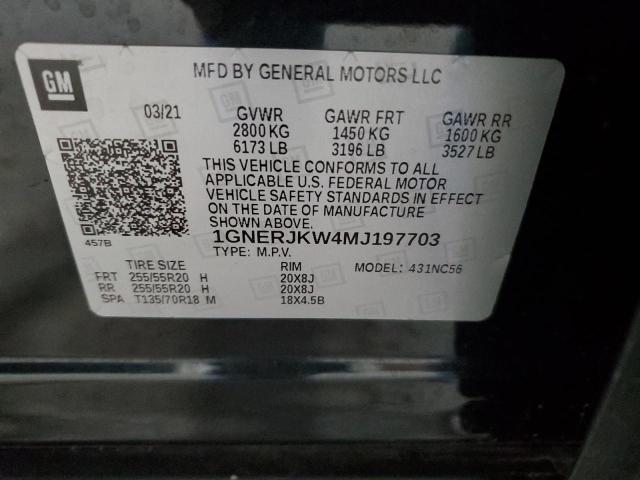 GM
MFD BY GENERAL MOTORS LLC
03/21 GVWR GAWR FRT GAWR RR
2800 KG 1450 KG 1600 KG
6173 LB 3196 LB 3527 LB
THIS VEHICLE CONFORMS TO ALL
APPLICABLE U.S. FEDERAL MOTOR
VEHICLE SAFETY STANDARDS IN EFFECT
ON THE DATE OF MANUFACTURE
SHOWN ABOVE.
457B 1GNERJKW4MJ197703
TYPE: M.P.V. MODEL: 431NC56
TIRE SIZE RIM
FRT 255/55R20 H 20X8J
RR 255/55R20 H 20X8J
SPA T135/70R18 M 18X4.5B